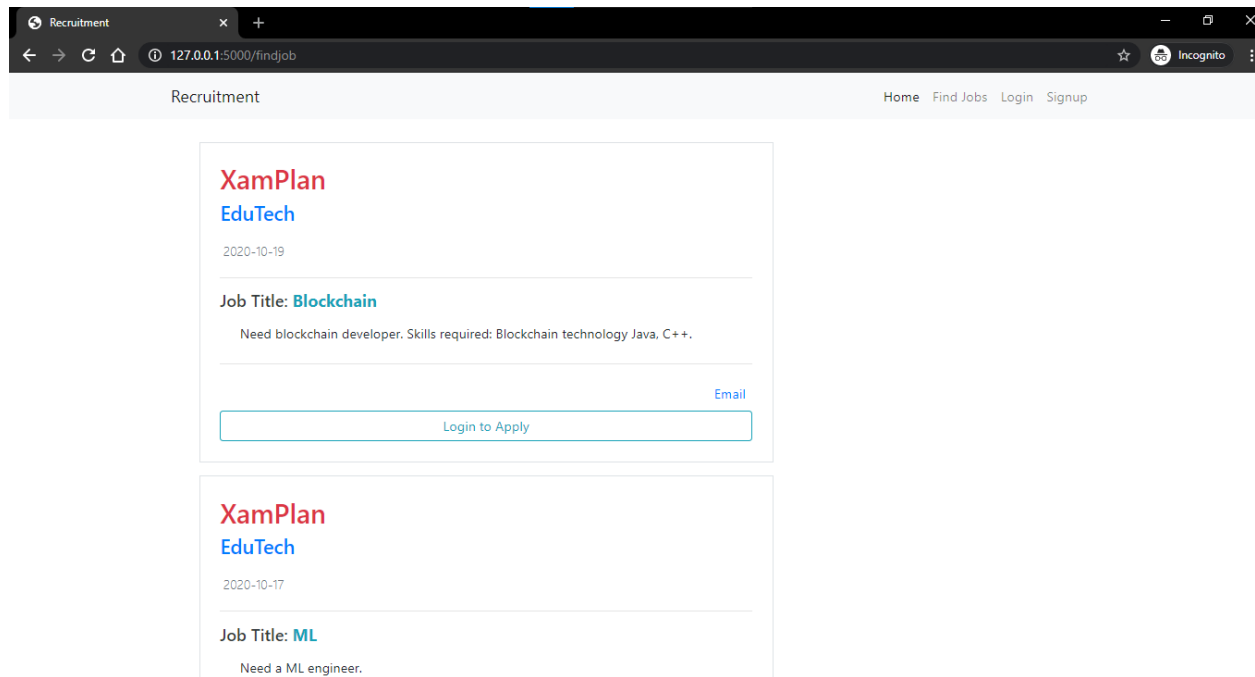 Recruitment
127.0.0.1:5000/findjob
Incognito
Recruitment
Home Find Jobs Login Signup
XamPlan
EduTech
2020-10-19
Job Title: Blockchain
Need blockchain developer. Skills required: Blockchain technology Java, C++.
Email
Login to Apply
XamPlan
EduTech
2020-10-17
Job Title: ML
Need a ML engineer.